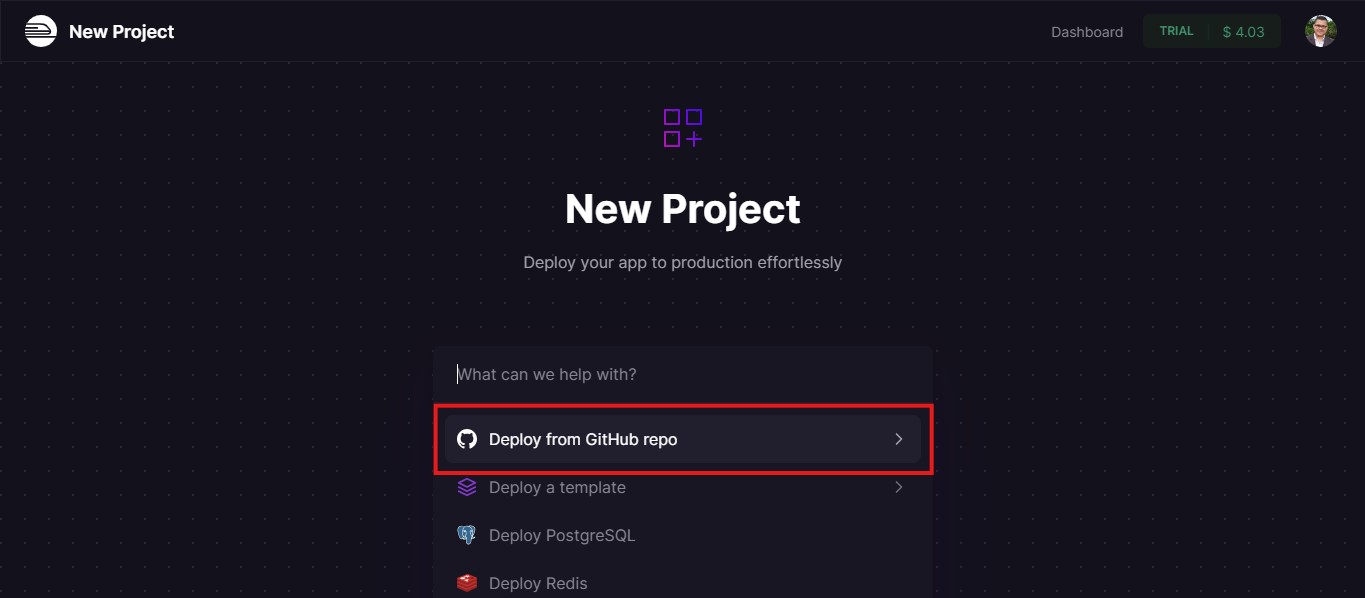 New Project
Dashboard
TRIAL
$ 4.03
New Project
Deploy your app to production effortlessly
What can we help with?
Deploy from GitHub repo
Deploy a template
Deploy PostgreSQL
Deploy Redis